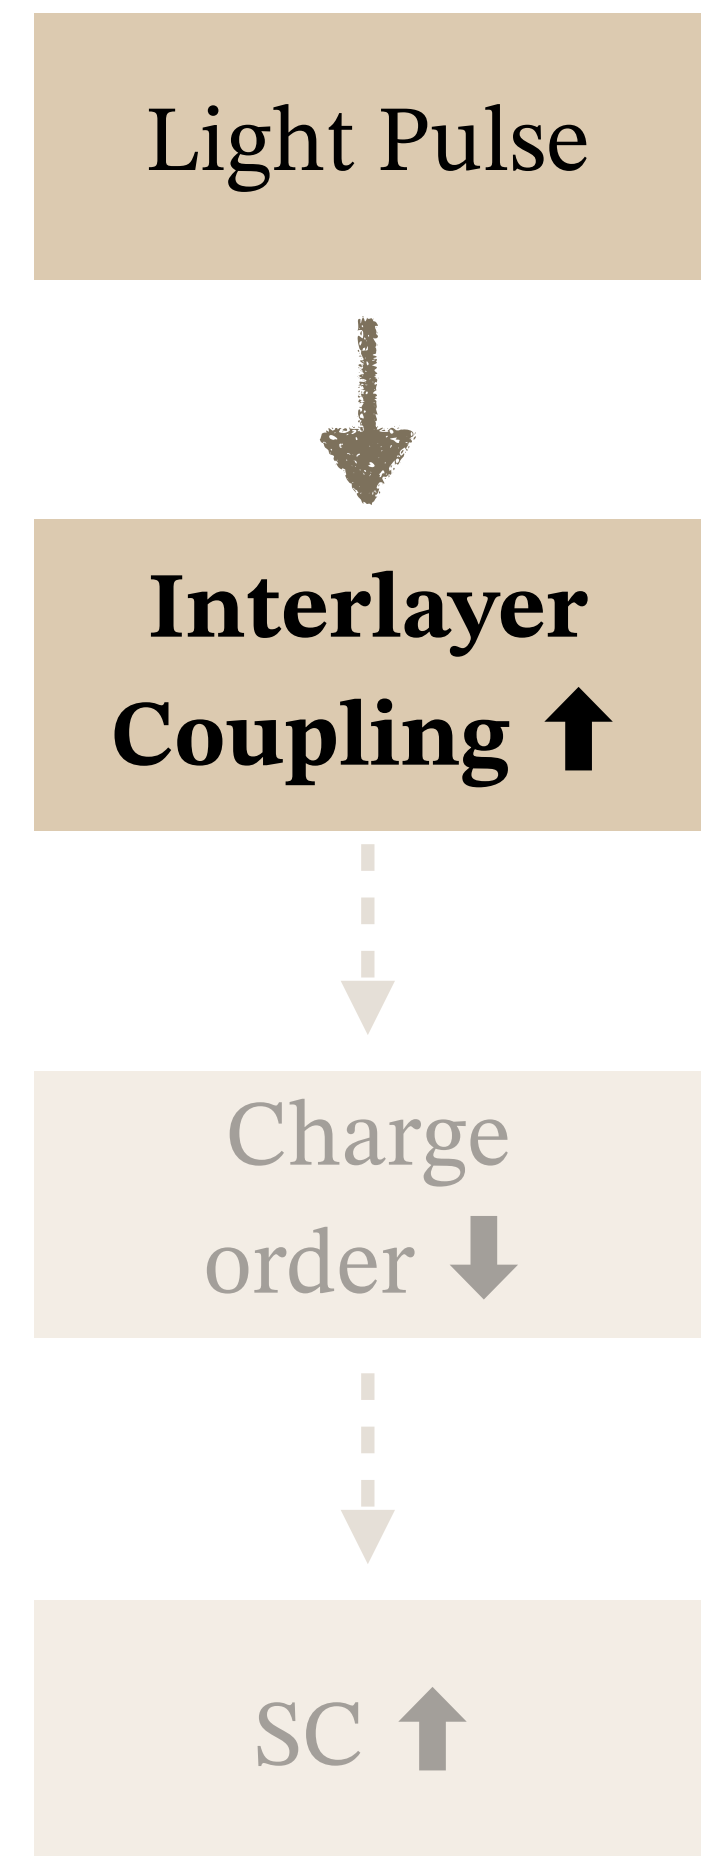 Light Pulse
Interlayer
Coupling ⬆
Charge
order ⬇
SC ⬆